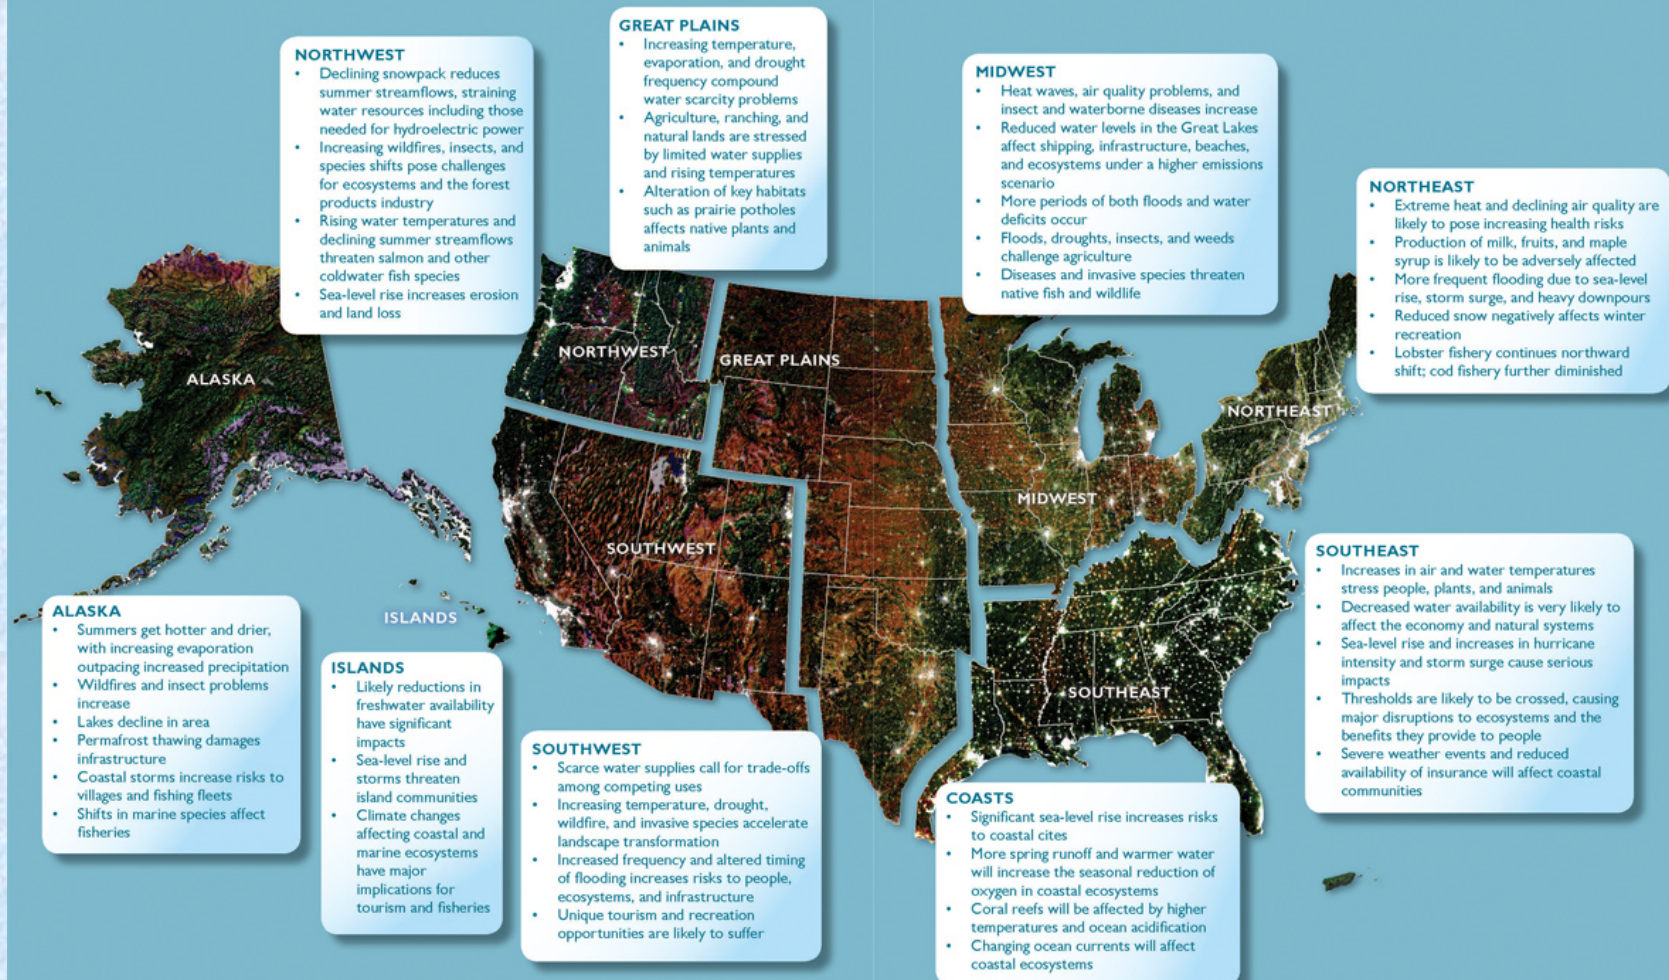 NORTHWEST
• Declining snowpack reduces
summer streamflows, straining
water resources including those
needed for hydroelectric power
• Increasing wildfires, insects, and
species shifts pose challenges
for ecosystems and the forest
products industry
• Rising water temperatures and
declining summer streamflows
threaten salmon and other
coldwater fish species
• Sea-level rise increases erosion
and land loss
GREAT PLAINS
• Increasing temperature,
evaporation, and drought
frequency compound
water scarcity problems
• Agriculture, ranching, and
natural lands are stressed
by limited water supplies
and rising temperatures
• Alteration of key habitats
such as prairie potholes
affects native plants and
animals
MIDWEST
• Heat waves, air quality problems, and
insect and waterborne diseases increase
• Reduced water levels in the Great Lakes
affect shipping, infrastructure, beaches,
and ecosystems under a higher emissions
scenario
• More periods of both floods and water
deficits occur
• Floods, droughts, insects, and weeds
challenge agriculture
• Diseases and invasive species threaten
native fish and wildlife
NORTHEAST
• Extreme heat and declining air quality are
likely to pose increasing health risks
• Production of milk, fruits, and maple
syrup is likely to be adversely affected
• More frequent flooding due to sea-level
rise, storm surge, and heavy downpours
• Reduced snow negatively affects winter
recreation
• Lobster fishery continues northward
shift; cod fishery further diminished
ALASKA
NORTHWEST
GREAT PLAINS
NORTHEAST
MIDWEST
SOUTHWEST
ISLANDS
SOUTHEAST
ALASKA
• Summers get hotter and drier,
with increasing evaporation
outpacing increased precipitation
• Wildfires and insect problems
increase
• Lakes decline in area
• Permafrost thawing damages
infrastructure
• Coastal storms increase risks to
villages and fishing fleets
• Shifts in marine species affect
fisheries
ISLANDS
• Likely reductions in
freshwater availability
have significant
impacts
• Sea-level rise and
storms threaten
island communities
• Climate changes
affecting coastal and
marine ecosystems
have major
implications for
tourism and fisheries
SOUTHWEST
• Scarce water supplies call for trade-offs
among competing uses
• Increasing temperature, drought,
wildfire, and invasive species accelerate
landscape transformation
• Increased frequency and altered timing
of flooding increases risks to people,
ecosystems, and infrastructure
• Unique tourism and recreation
opportunities are likely to suffer
COASTS
• Significant sea-level rise increases risks
to coastal cites
• More spring runoff and warmer water
will increase the seasonal reduction of
oxygen in coastal ecosystems
• Coral reefs will be affected by higher
temperatures and ocean acidification
• Changing ocean currents will affect
coastal ecosystems
SOUTHEAST
• Increases in air and water temperatures
stress people, plants, and animals
• Decreased water availability is very likely to
affect the economy and natural systems
• Sea-level rise and increases in hurricane
intensity and storm surge cause serious
impacts
• Thresholds are likely to be crossed, causing
major disruptions to ecosystems and the
benefits they provide to people
• Severe weather events and reduced
availability of insurance will affect coastal
communities